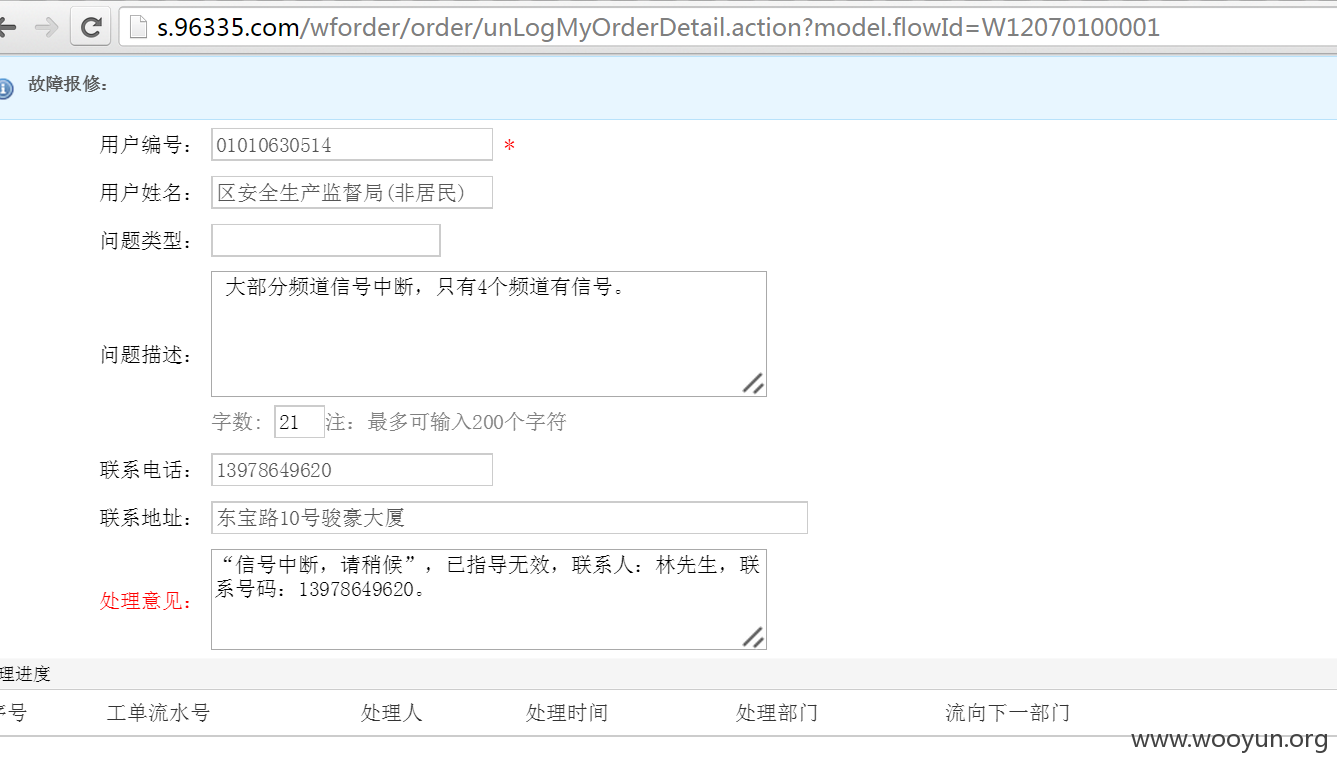 s.96335.com/wforder/order/unLogMyOrderDetail.action?model.flowId=W12070100001
故障报修：
用户编号： 01010630514 *
用户姓名： 区安全生产监督局(非居民)
问题类型：
大部分频道信号中断，只有4个频道有信号。
问题描述：
字数： 21 注：最多可输入200个字符
联系电话： 13978649620
联系地址： 东宝路10号骏豪大厦
“信号中断，请稍候”，已指导无效，联系人：林先生，联
系号码：13978649620。
处理意见：
理进度
序号 工单流水号 处理人 处理时间 处理部门 流向下一部门
www.wooyun.org